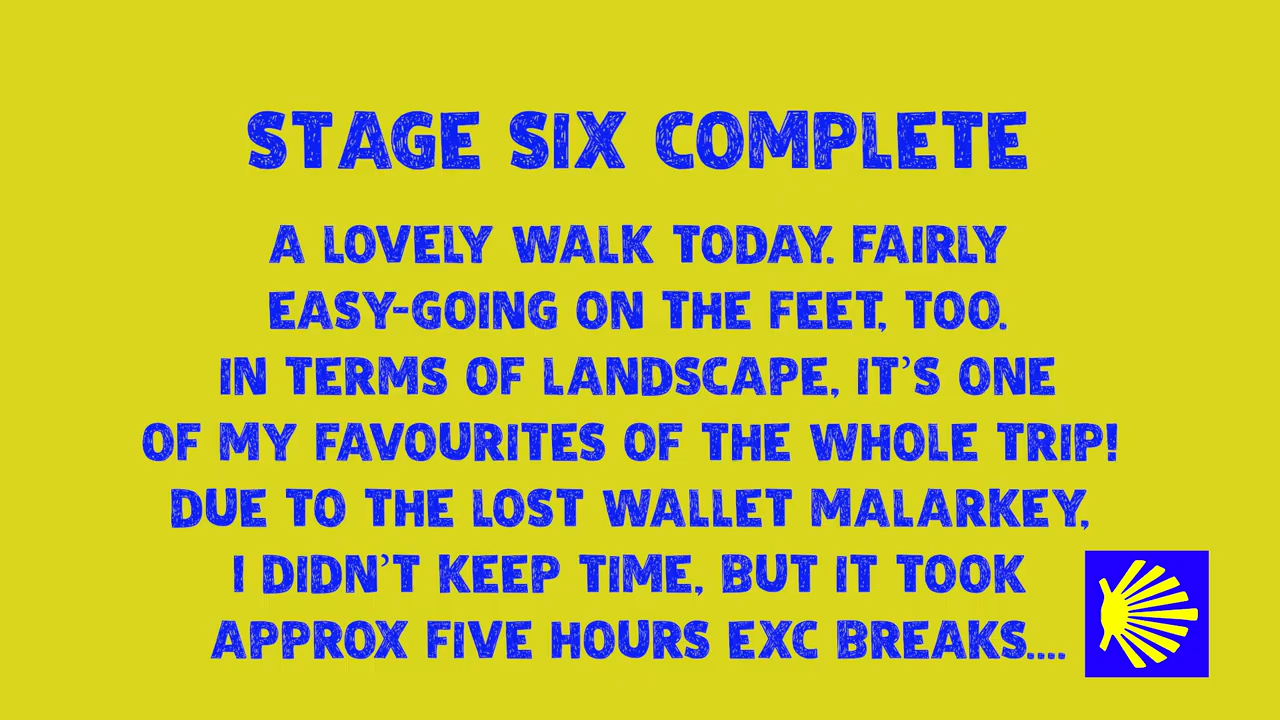 STAGE SIX COMPLETE
A LOVELY WALK TODAY. FAIRLY
EASY-GOING ON THE FEET, TOO.
IN TERMS OF LANDSCAPE, IT'S ONE
OF MY FAVOURITES OF THE WHOLE TRIP!
DUE TO THE LOST WALLET MALARKEY,
I DIDN'T KEEP TIME, BUT IT TOOK
APPROX FIVE HOURS EXC BREAKS....